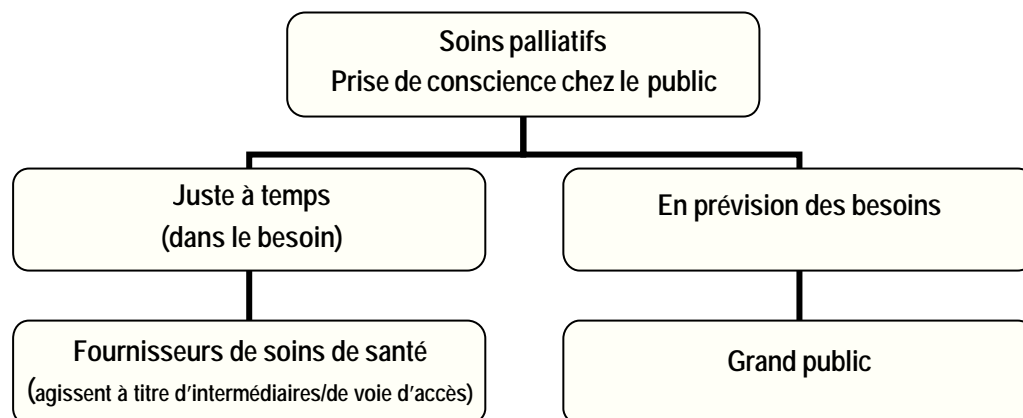 Soins palliatifs
Prise de conscience chez le public
Juste à temps
(dans le besoin)
En prévision des besoins
Fournisseurs de soins de santé
(agissent à titre d'intermédiaires/de voie d'accès)
Grand public